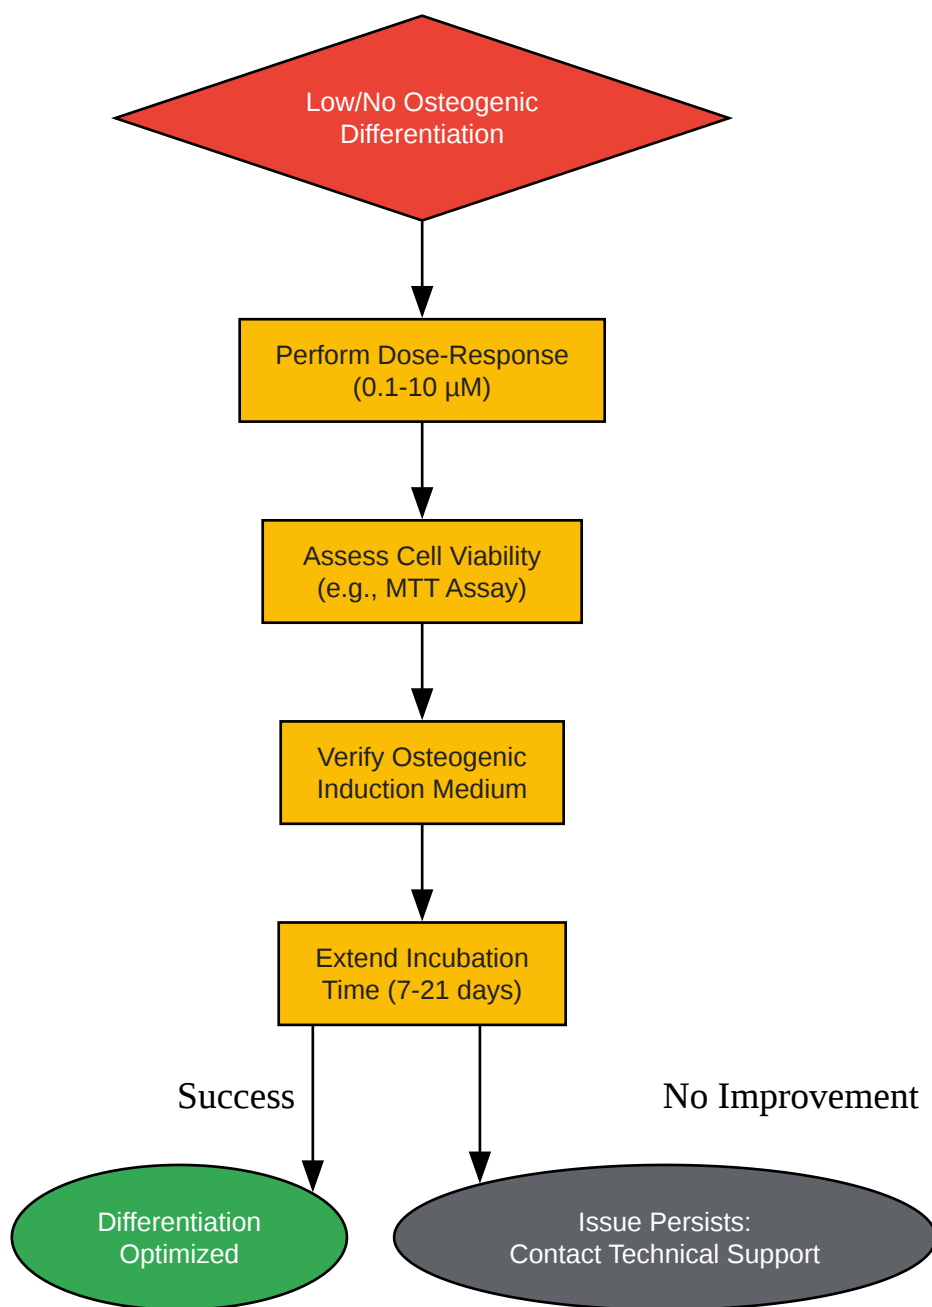 Low/No Osteogenic
Differentiation
Perform Dose-Response
(0.1-10 µM)
Assess Cell Viability
(e.g., MTT Assay)
Verify Osteogenic
Induction Medium
Extend Incubation
Time (7-21 days)
Success
No Improvement
Differentiation
Optimized
Issue Persists:
Contact Technical Support